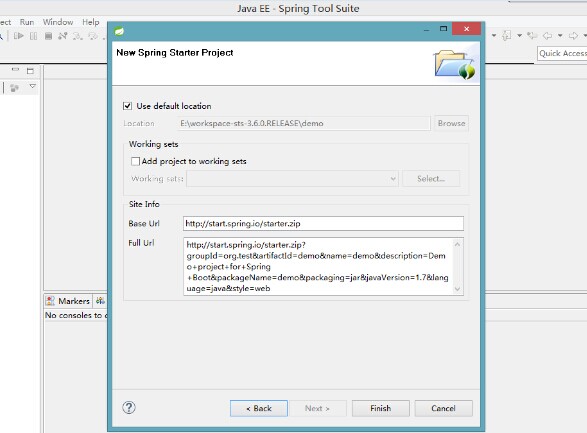 Java EE - Spring Tool Suite
ect Run Window Help
Quick Access
New Spring Starter Project
Use default location
Location E:\workspace-sts-3.6.0.RELEASE\demo Browse
Working sets
Add project to working sets
Working sets: Select...
Site Info
Base Url http://start.spring.io/starter.zip
Full Url http://start.spring.io/starter.zip?
groupId=org.test&artifactId=demo&name=demo&description=Dem
o+project+for+Spring
+Boot&packageName=demo&packaging=jar&javaVersion=1.7&lang
uage=java&style=web
Markers
No consoles to d
< Back Next > Finish Cancel